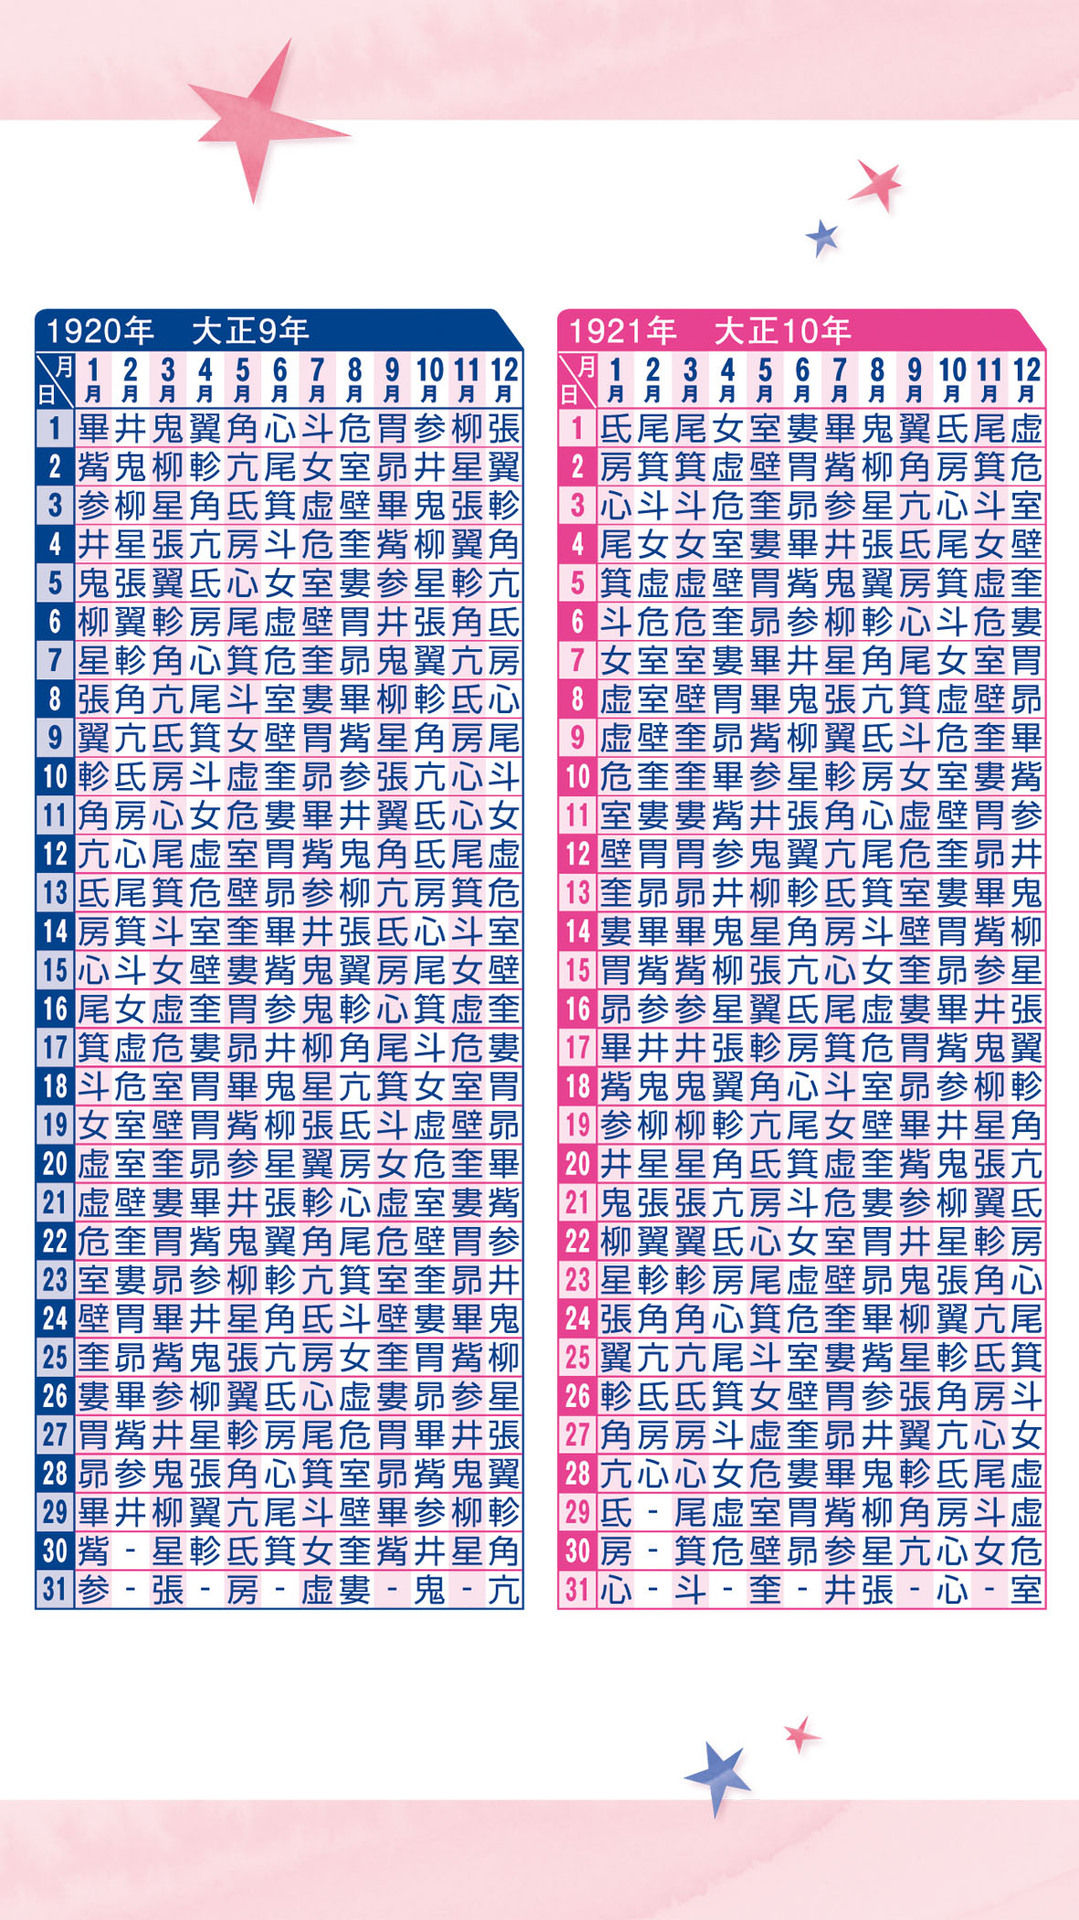 1920年 大正9年
月 1月 2月 3月 4月 5月 6月 7月 8月 9月 10月 11月 12月
日
1 畢 井 鬼 翼 角 心 斗 危 胃 参 柳 張
2 觜 鬼 柳 軫 亢 尾 女 室 昴 井 星 翼
3 参 柳 星 角 氐 箕 虚 壁 畢 鬼 張 軫
4 井 星 張 亢 房 斗 危 奎 觜 柳 翼 角
5 鬼 張 翼 氐 心 女 室 婁 参 星 軫 亢
6 柳 翼 軫 房 尾 虚 壁 胃 井 張 角 氐
7 星 軫 角 心 箕 危 奎 昴 鬼 翼 亢 房
8 張 角 亢 尾 斗 室 婁 畢 柳 軫 氐 心
9 翼 亢 氐 箕 女 壁 胃 觜 星 角 房 尾
10 軫 氐 房 斗 虚 奎 昴 参 張 亢 心 斗
11 角 房 心 女 危 婁 畢 井 翼 氐 心 女
12 亢 心 尾 虚 室 胃 觜 鬼 角 氐 尾 虚
13 氐 尾 箕 危 壁 昴 参 柳 亢 房 箕 危
14 房 箕 斗 室 奎 畢 井 張 氐 心 斗 室
15 心 斗 女 壁 婁 觜 鬼 翼 房 尾 女 壁
16 尾 女 虚 奎 胃 参 鬼 軫 心 箕 虚 奎
17 箕 虚 危 婁 昴 井 柳 角 尾 斗 危 婁
18 斗 危 室 胃 畢 鬼 星 亢 箕 女 室 胃
19 女 室 壁 胃 觜 柳 張 氐 斗 虚 壁 昴
20 虚 室 奎 昴 参 星 翼 房 女 危 奎 畢
21 虚 壁 婁 畢 井 張 軫 心 虚 室 婁 觜
22 危 奎 胃 觜 鬼 翼 角 尾 危 壁 胃 参
23 室 婁 昴 参 柳 軫 亢 箕 室 奎 昴 井
24 壁 胃 畢 井 星 角 氐 斗 壁 婁 畢 鬼
25 奎 昴 觜 鬼 張 亢 房 女 奎 胃 觜 柳
26 婁 畢 参 柳 翼 氐 心 虚 婁 昴 参 星
27 胃 觜 井 星 軫 房 尾 危 胃 畢 井 張
28 昴 参 鬼 張 角 心 箕 室 昴 觜 鬼 翼
29 畢 井 柳 翼 亢 尾 斗 壁 畢 参 柳 軫
30 觜 - 星 軫 氐 箕 女 奎 觜 井 星 角
31 参 - 張 - 房 - 虚 婁 - 鬼 - 亢
1921年 大正10年
月 1月 2月 3月 4月 5月 6月 7月 8月 9月 10月 11月 12月
日
1 氐 尾 尾 女 室 婁 畢 鬼 翼 氐 尾 虚
2 房 箕 箕 虚 壁 胃 觜 柳 角 房 箕 危
3 心 斗 斗 危 奎 昴 参 星 亢 心 斗 室
4 尾 女 女 室 婁 畢 井 張 氐 尾 女 壁
5 箕 虚 虚 壁 胃 觜 鬼 翼 房 箕 虚 奎
6 斗 危 危 奎 昴 参 柳 軫 心 斗 危 婁
7 女 室 室 婁 畢 井 星 角 尾 女 室 胃
8 虚 室 壁 胃 畢 鬼 張 亢 箕 虚 壁 昴
9 虚 壁 奎 昴 觜 柳 翼 氐 斗 危 奎 畢
10 危 奎 奎 畢 参 星 軫 房 女 室 婁 觜
11 室 婁 婁 觜 井 張 角 心 虚 壁 胃 参
12 壁 胃 胃 参 鬼 翼 亢 尾 危 奎 昴 井
13 奎 昴 昴 井 柳 軫 氐 箕 室 婁 畢 鬼
14 婁 畢 畢 鬼 星 角 房 斗 壁 胃 觜 柳
15 胃 觜 觜 柳 張 亢 心 女 奎 昴 参 星
16 昴 参 参 星 翼 氐 尾 虚 婁 畢 井 張
17 畢 井 井 張 軫 房 箕 危 胃 觜 鬼 翼
18 觜 鬼 鬼 翼 角 心 斗 室 昴 参 柳 軫
19 参 柳 柳 軫 亢 尾 女 壁 畢 井 星 角
20 井 星 星 角 氐 箕 虚 奎 觜 鬼 張 亢
21 鬼 張 張 亢 房 斗 危 婁 参 柳 翼 氐
22 柳 翼 翼 氐 心 女 室 胃 井 星 軫 房
23 星 軫 軫 房 尾 虚 壁 昴 鬼 張 角 心
24 張 角 角 心 箕 危 奎 畢 柳 翼 亢 尾
25 翼 亢 亢 尾 斗 室 婁 觜 星 軫 氐 箕
26 軫 氐 氐 箕 女 壁 胃 参 張 角 房 斗
27 角 房 房 斗 虚 奎 昴 井 翼 亢 心 女
28 亢 心 心 女 危 婁 畢 鬼 軫 氐 尾 虚
29 氐 - 尾 虚 室 胃 觜 柳 角 房 斗 虚
30 房 - 箕 危 壁 昴 参 星 亢 心 女 危
31 心 - 斗 - 奎 - 井 張 - 心 - 室